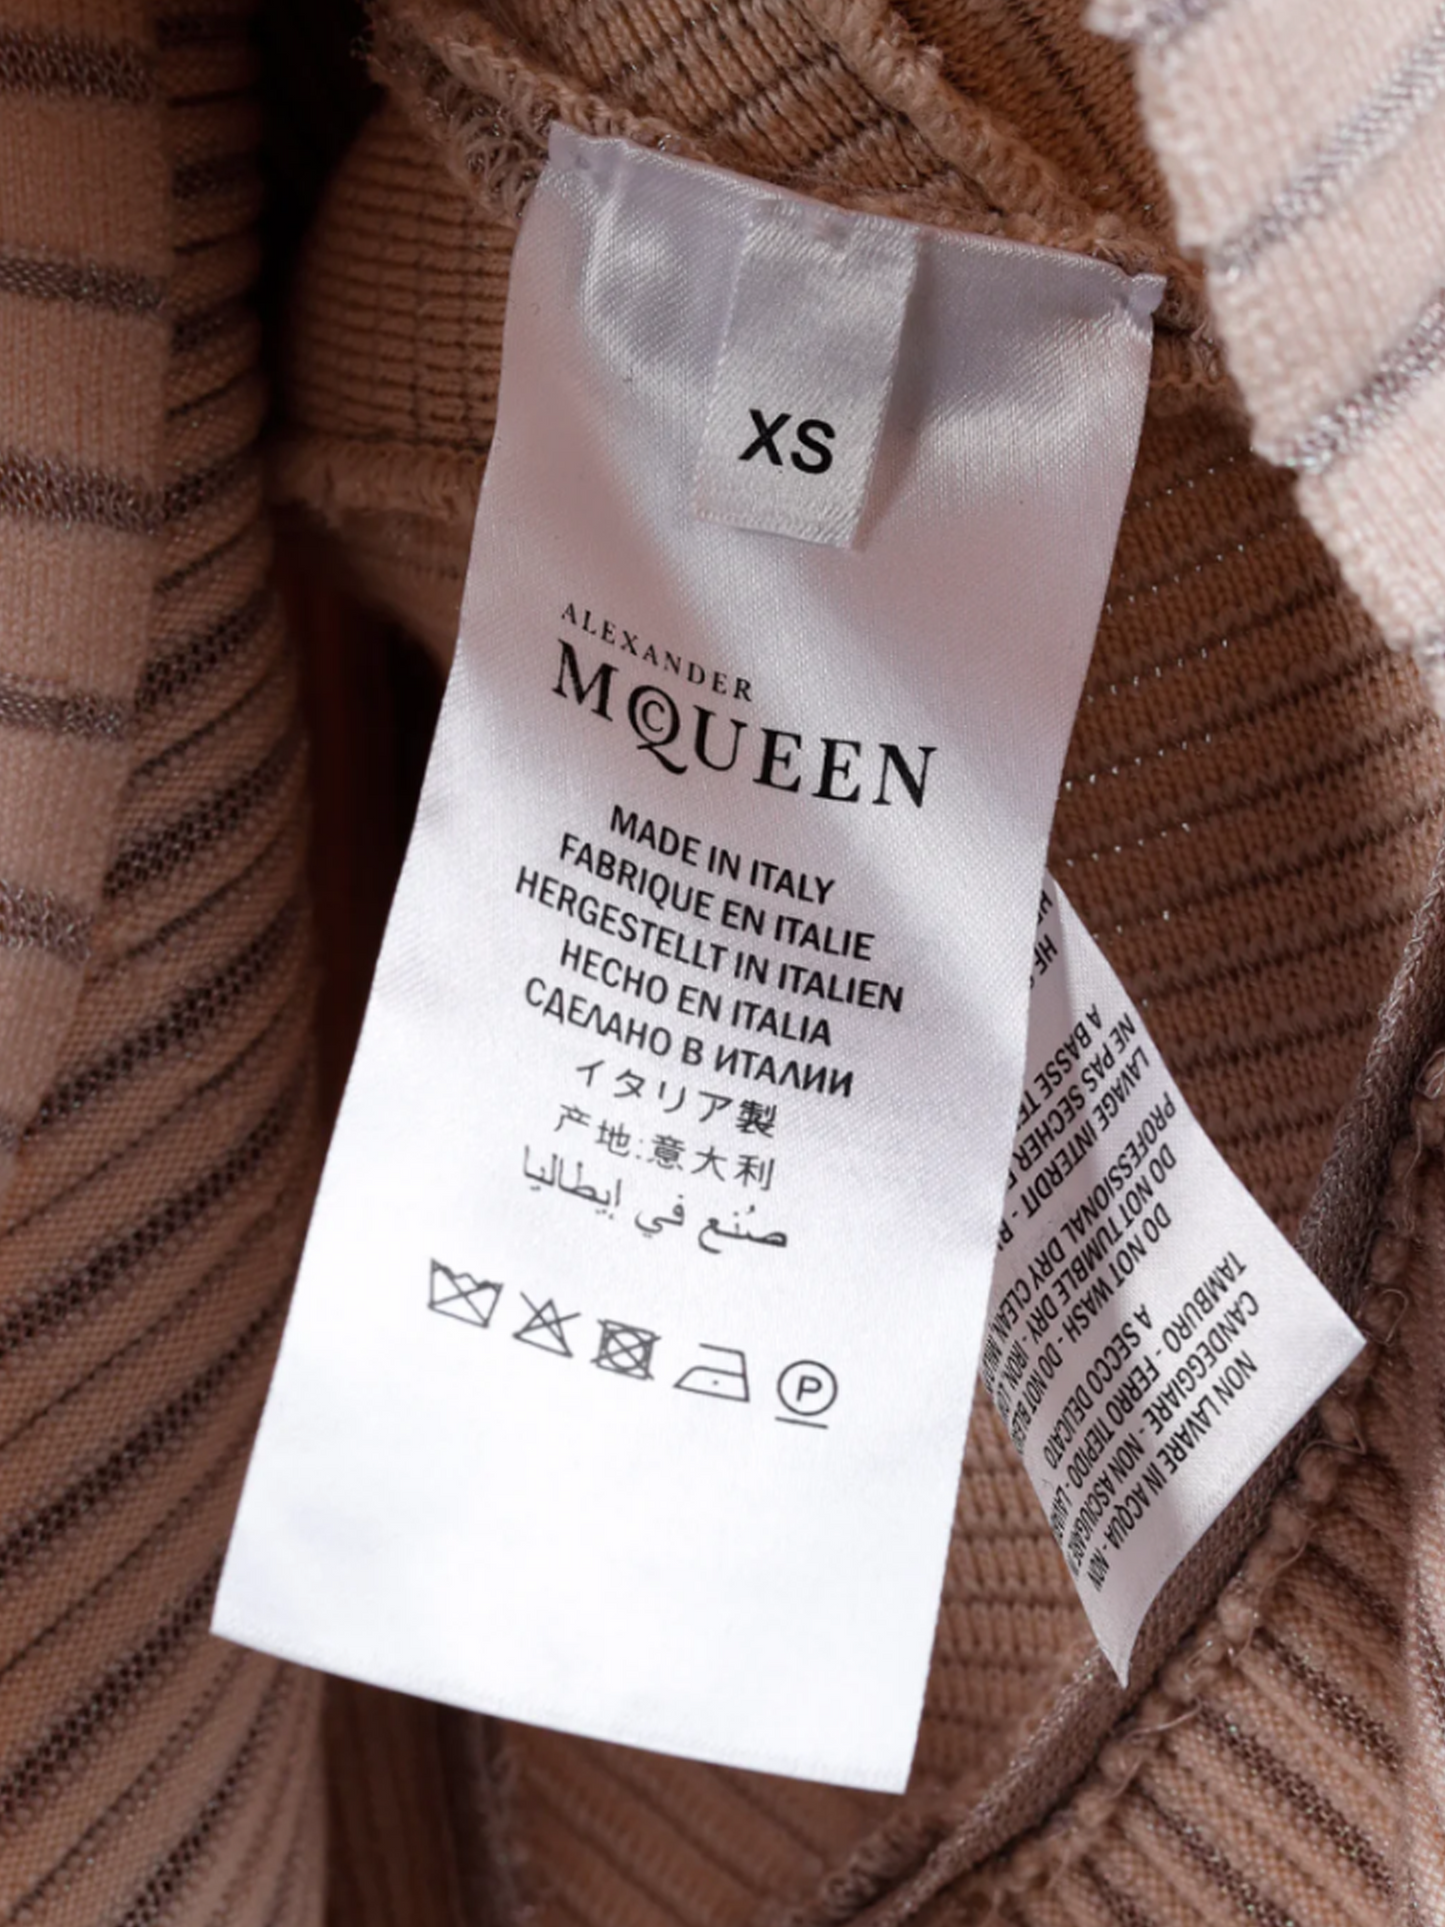 XS
ALEXANDER
McQUEEN
MADE IN ITALY
FABRIQUE EN ITALIE
HERGESTELLT IN ITALIEN
HECHO EN ITALIA
СДЕЛАНО В ИТАЛИИ
イタリア製
产地:意大利
صُنع في إيطاليا
P
NON LAVARE IN ACQUA - NON
CANDEGGIARE - NON ASCIUGARE IN
TAMBURO - FERRO TIEPIDO -
A SECCO DELICATO
DO NOT WASH - DO NOT
DO NOT TUMBLE DRY - IRON
PROFESSIONAL DRY CLEAN
LAVAGE INTERDIT -
NE PAS SECHER
A BASSE